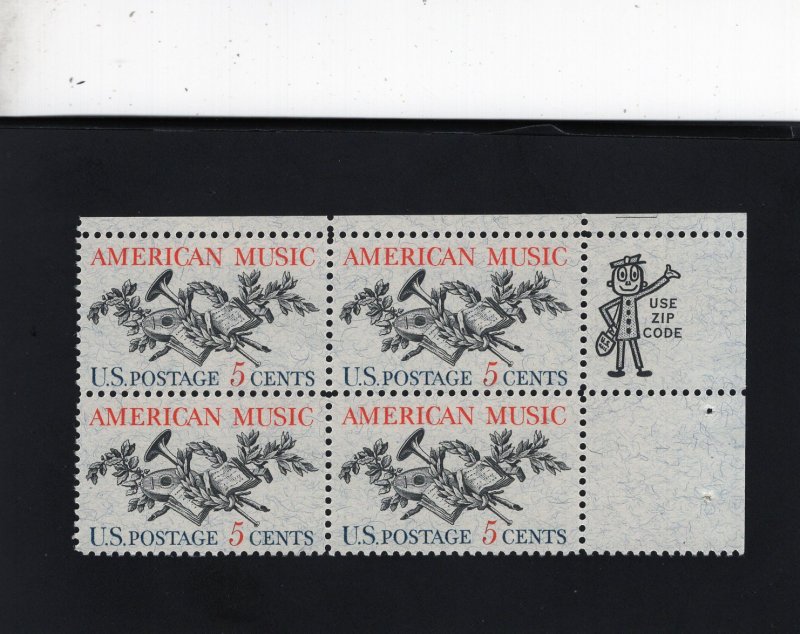 AMERICAN MUSIC
U.S. POSTAGE 5 CENTS
AMERICAN MUSIC
U.S. POSTAGE 5 CENTS
USE
ZIP
CODE
AMERICAN MUSIC
U.S. POSTAGE 5 CENTS
AMERICAN MUSIC
U.S. POSTAGE 5 CENTS